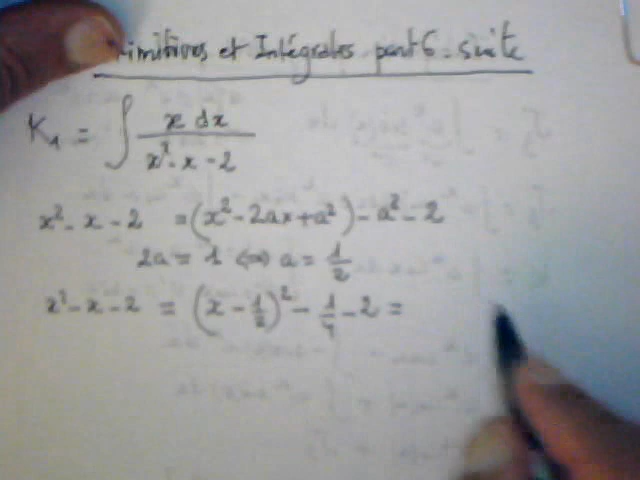 rimitives et Intégrales part 6. suite
K₁ = ∫ x dx / x² - x - 2
x² - x - 2 = (x² - 2ax + a²) - a² - 2
2a = 1 ⇔ a = 1/2
x² - x - 2 = (x - 1/2)² - 1/4 - 2 =